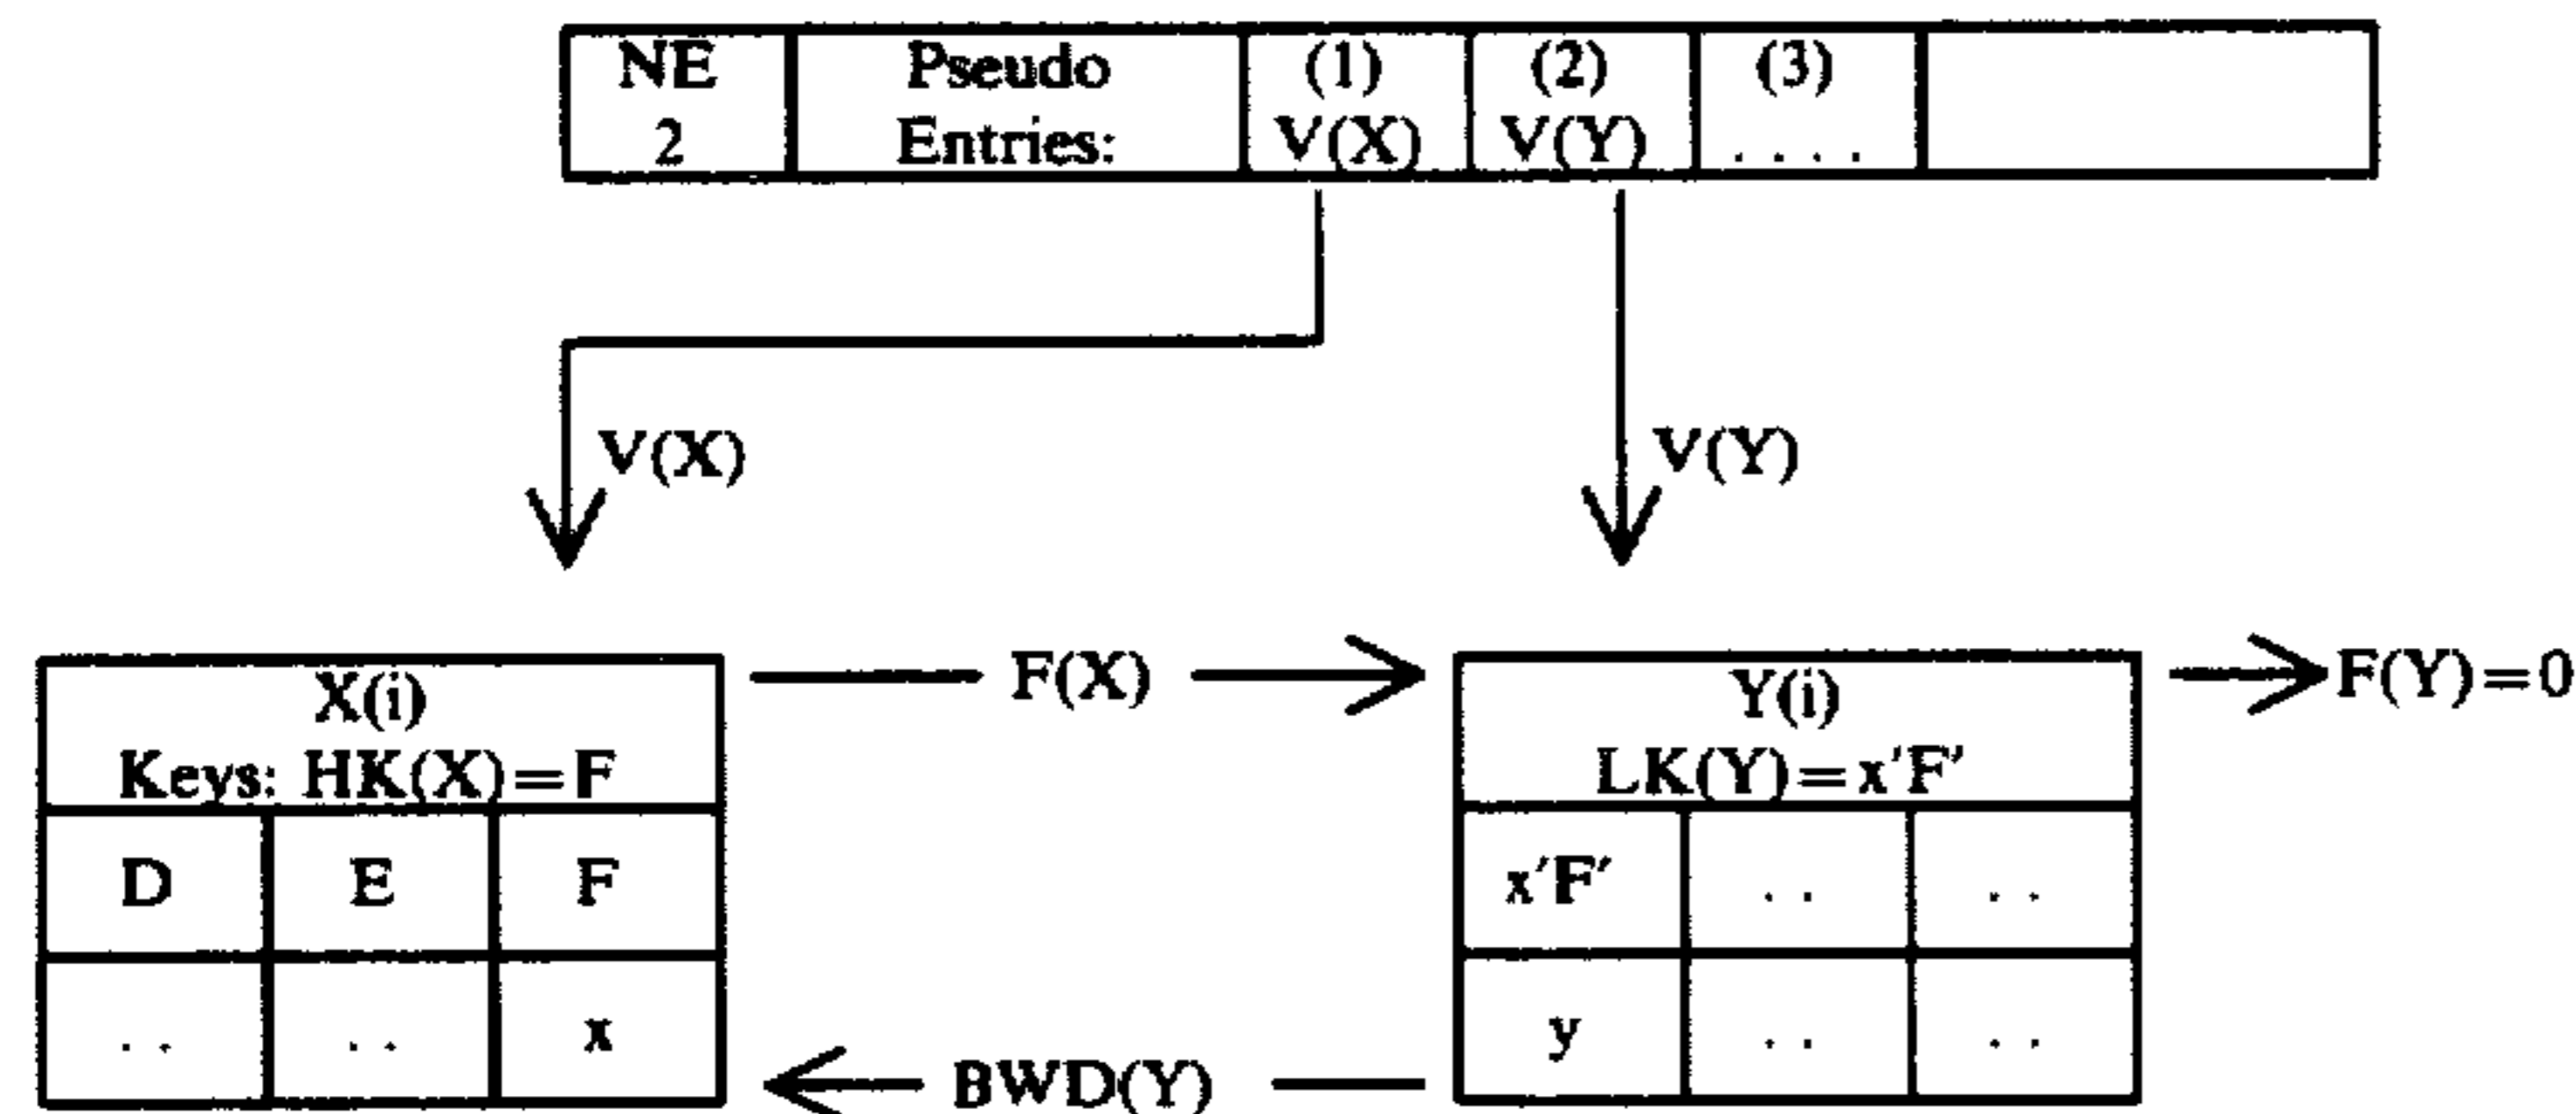 NE Pseudo (1) (2) (3)
2 Entries: V(X) V(Y) . . . .
V(X) V(Y)
X(i) F(X) Y(i) F(Y)=0
Keys: HK(X)=F LK(Y)=x'F'
D E F x'F' . . . .
. . . . x y . . . .
BWD(Y)